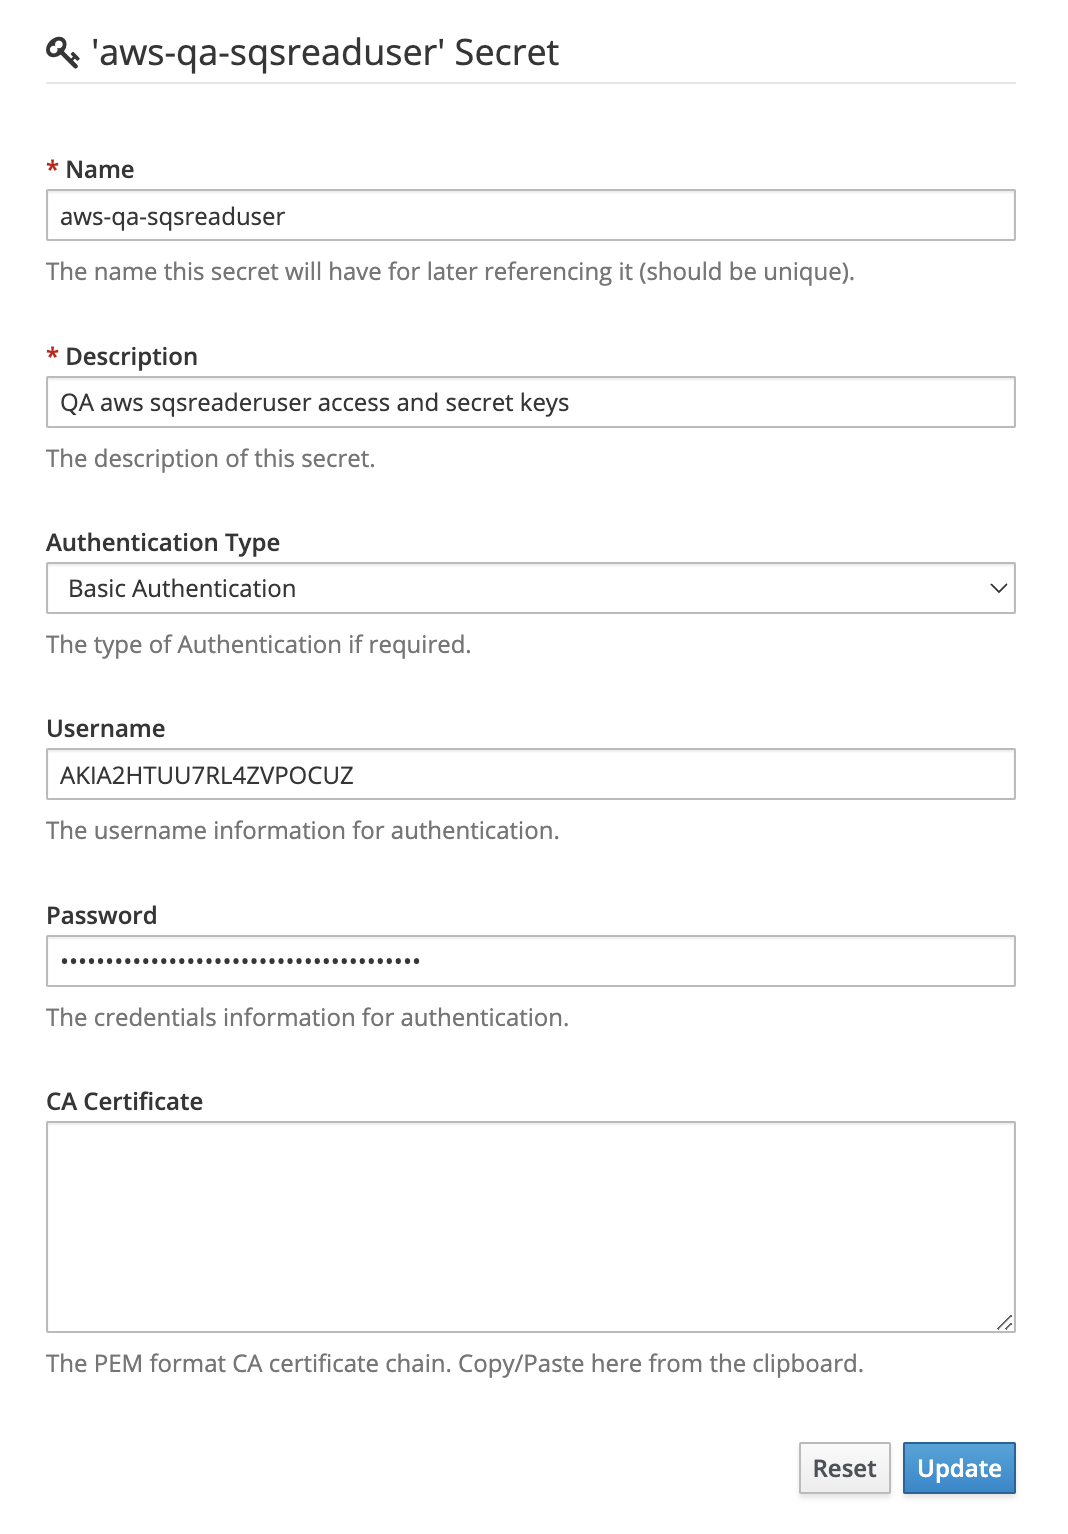 'aws-qa-sqsreaduser' Secret
* Name
aws-qa-sqsreaduser
The name this secret will have for later referencing it (should be unique).
* Description
QA aws sqsreaderuser access and secret keys
The description of this secret.
Authentication Type
Basic Authentication
The type of Authentication if required.
Username
AKIA2HTUU7RL4ZVPOCUZ
The username information for authentication.
Password
••••••••••••••••••••••••••••••••••••••••
The credentials information for authentication.
CA Certificate
The PEM format CA certificate chain. Copy/Paste here from the clipboard.
Reset Update